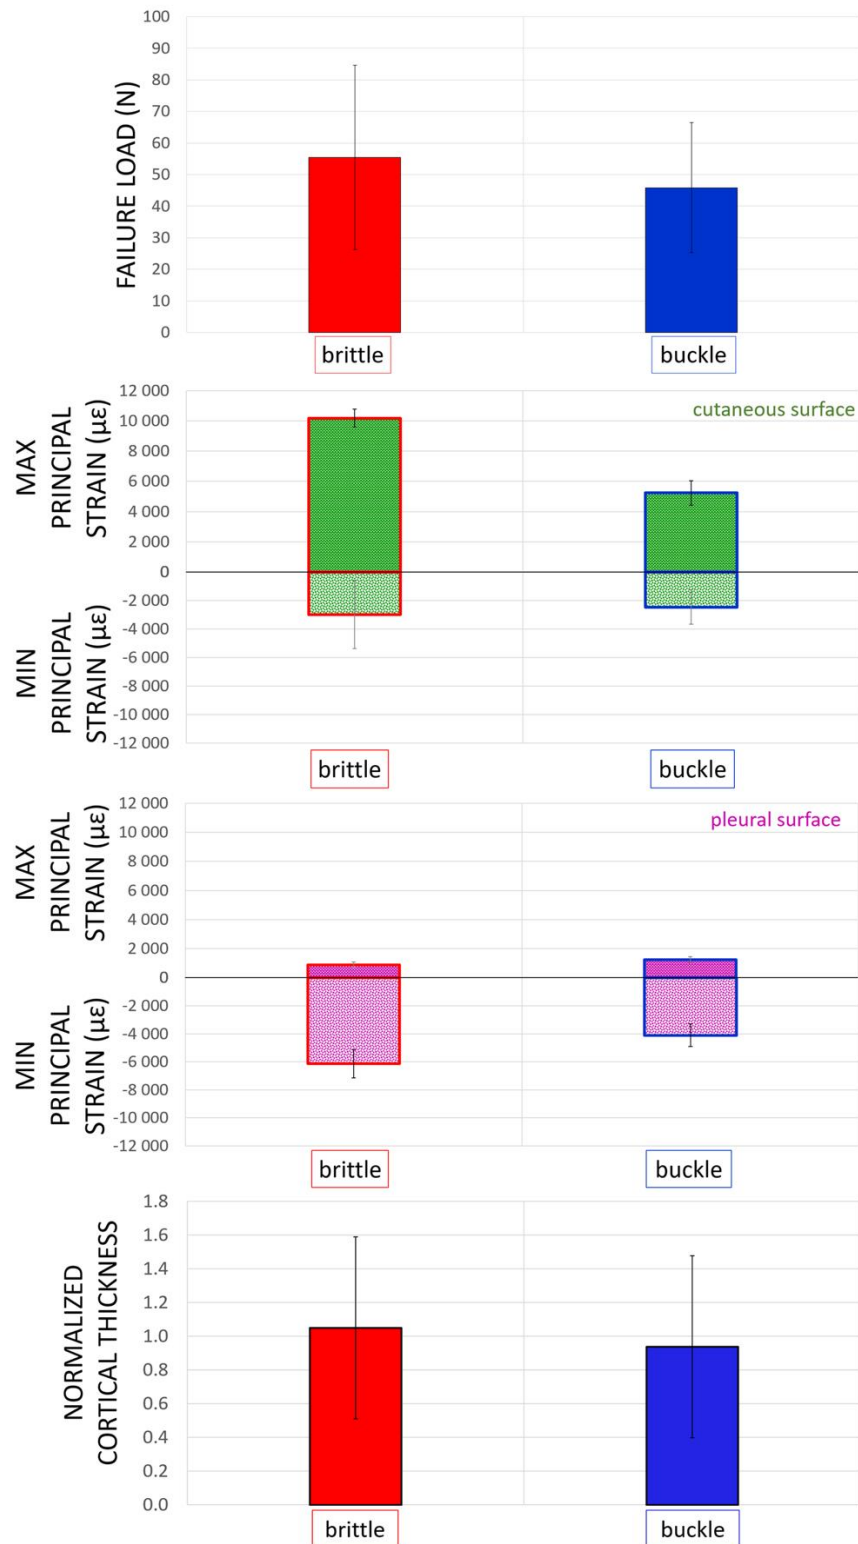 FAILURE LOAD (N)
100
90
80
70
60
50
40
30
20
10
0
brittle
buckle
MAX
PRINCIPAL
STRAIN (µε)
MIN
PRINCIPAL
STRAIN (µε)
12 000
10 000
8 000
6 000
4 000
2 000
0
-2 000
-4 000
-6 000
-8 000
-10 000
-12 000
cutaneous surface
brittle
buckle
MAX
PRINCIPAL
STRAIN (µε)
MIN
PRINCIPAL
STRAIN (µε)
12 000
10 000
8 000
6 000
4 000
2 000
0
-2 000
-4 000
-6 000
-8 000
-10 000
-12 000
pleural surface
brittle
buckle
NORMALIZED
CORTICAL THICKNESS
1.8
1.6
1.4
1.2
1.0
0.8
0.6
0.4
0.2
0.0
brittle
buckle